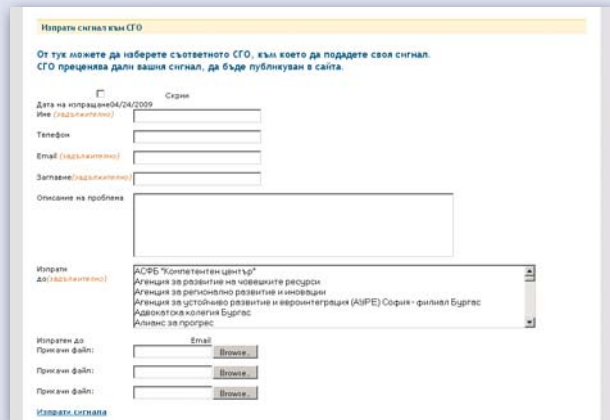 Изпрати сигнал към СГО
От тук можете да изберете съответното СГО, към което да подадете своя сигнал.
СГО преценява дали вашия сигнал, да бъде публикуван в сайта.
Скрий
Дата на изпращане04/24/2009
Име (задължително)
Телефон
Email (задължително)
Заглавие(задължително)
Описание на проблема
Изпрати
до(задължително)
АСФБ "Компетентен център"
Агенция за развитие на човешките ресурси
Агенция за регионално развитие и иновации
Агенция за устойчиво развитие и евроинтеграция (АУРЕ) София - филиал Бургас
Адвокатска колегия Бургас
Алианс за прогрес
Изпратен до Email
Прикачи файл: Browse..
Прикачи файл: Browse..
Прикачи файл: Browse..
Изпрати сигнала